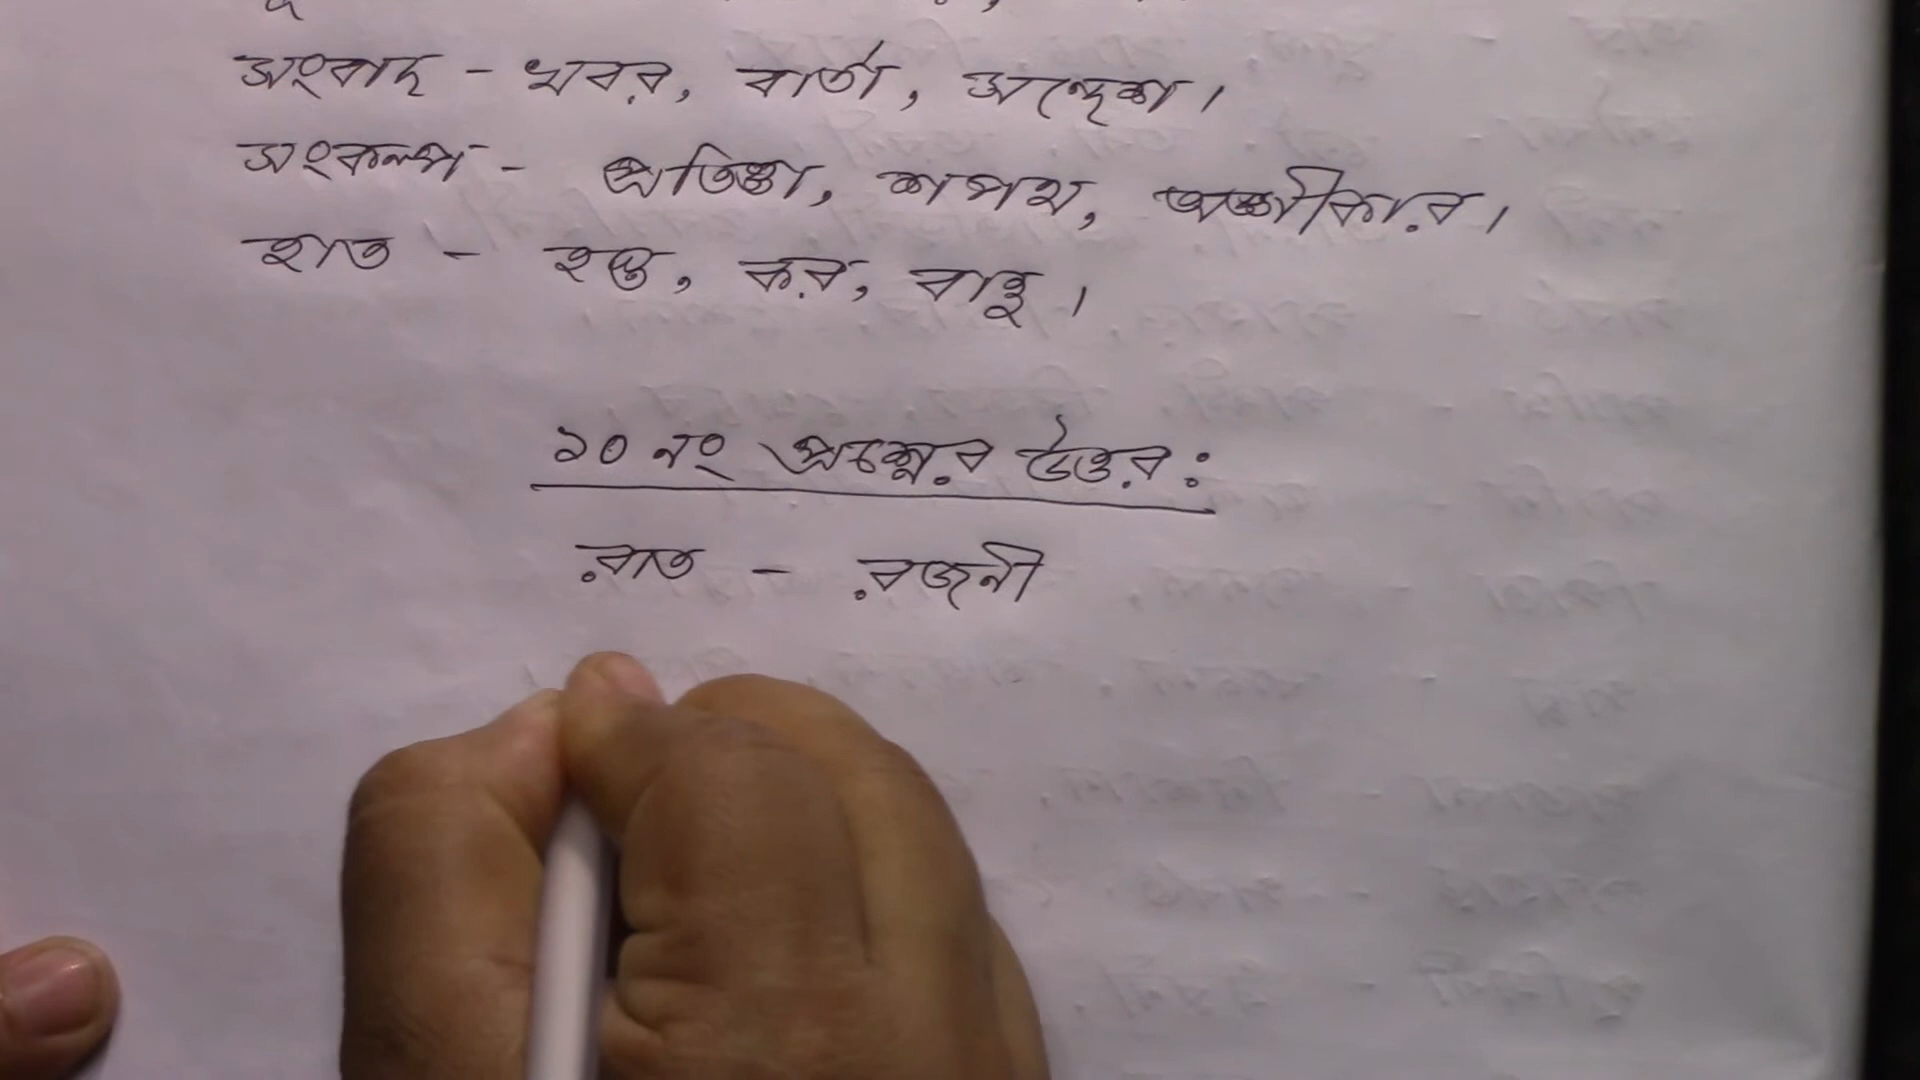 সংবাদ - খবর, বার্তা, সন্দেশ।
সংকল্প - প্রতিজ্ঞা, শপথ, অঙ্গীকার।
হাত - হস্ত, কর, বাহু।
১০ নং প্রশ্নের উত্তর:
রাত - রজনী